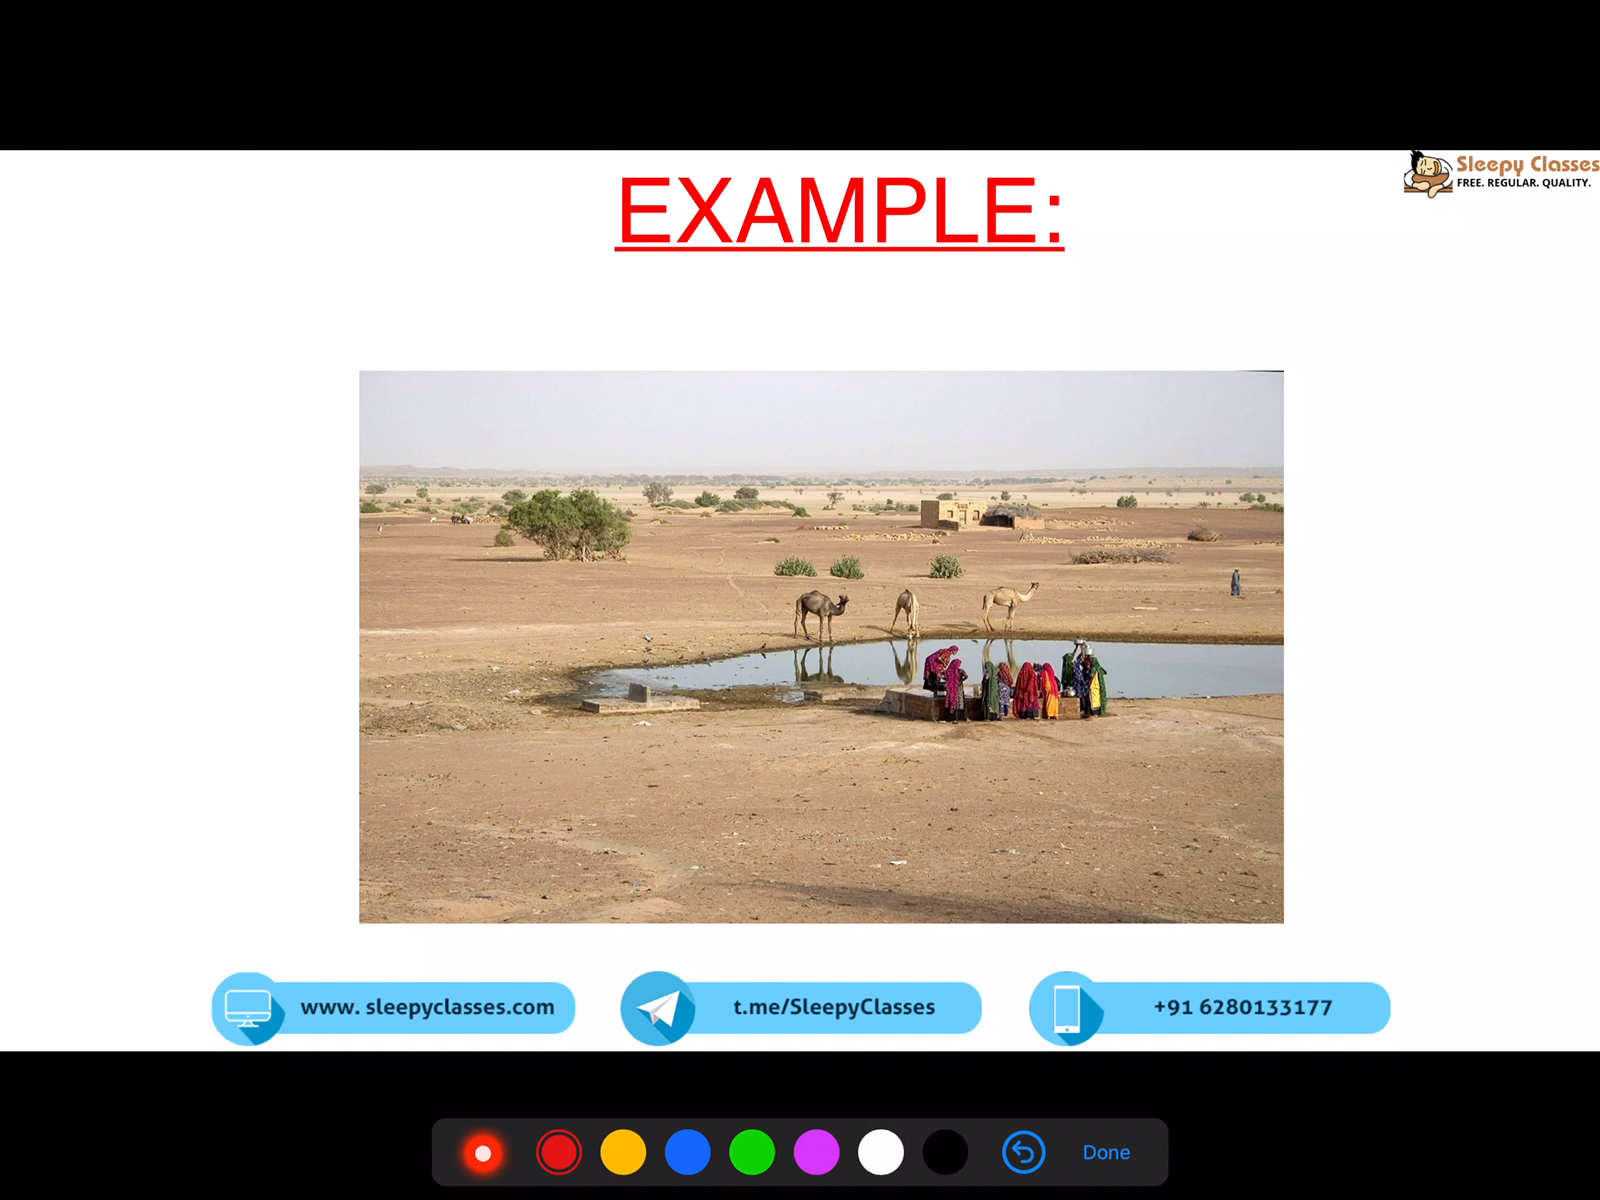 Sleepy Classes
FREE. REGULAR. QUALITY.
EXAMPLE:
www. sleepyclasses.com
t.me/SleepyClasses
+91 6280133177
Done